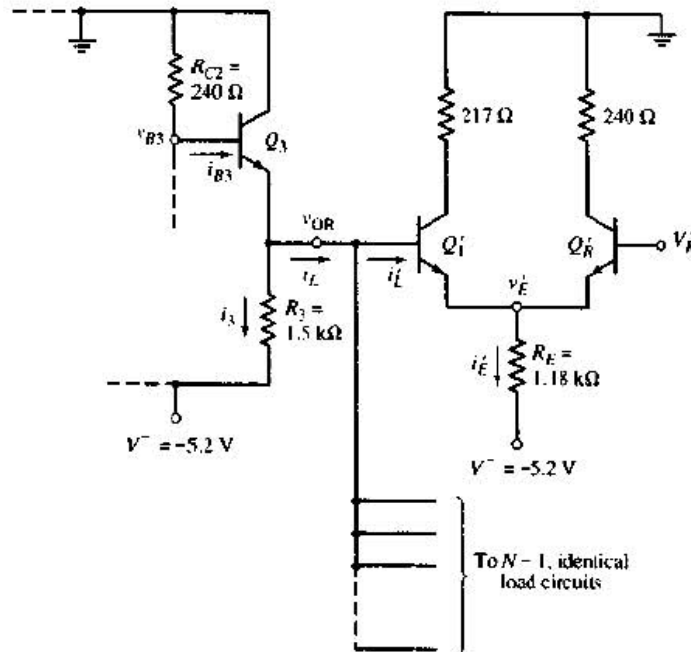 R_C2 =
240 Ω
v_B3
i_B3
Q_3
217 Ω
240 Ω
v_OR
i_L
i'_L
Q'_1
Q'_R
v'_E
i_3
R_3 =
1.5 kΩ
i'_E
R_E =
1.18 kΩ
V^- = -5.2 V
V^- = -5.2 V
To N - 1, identical
load circuits